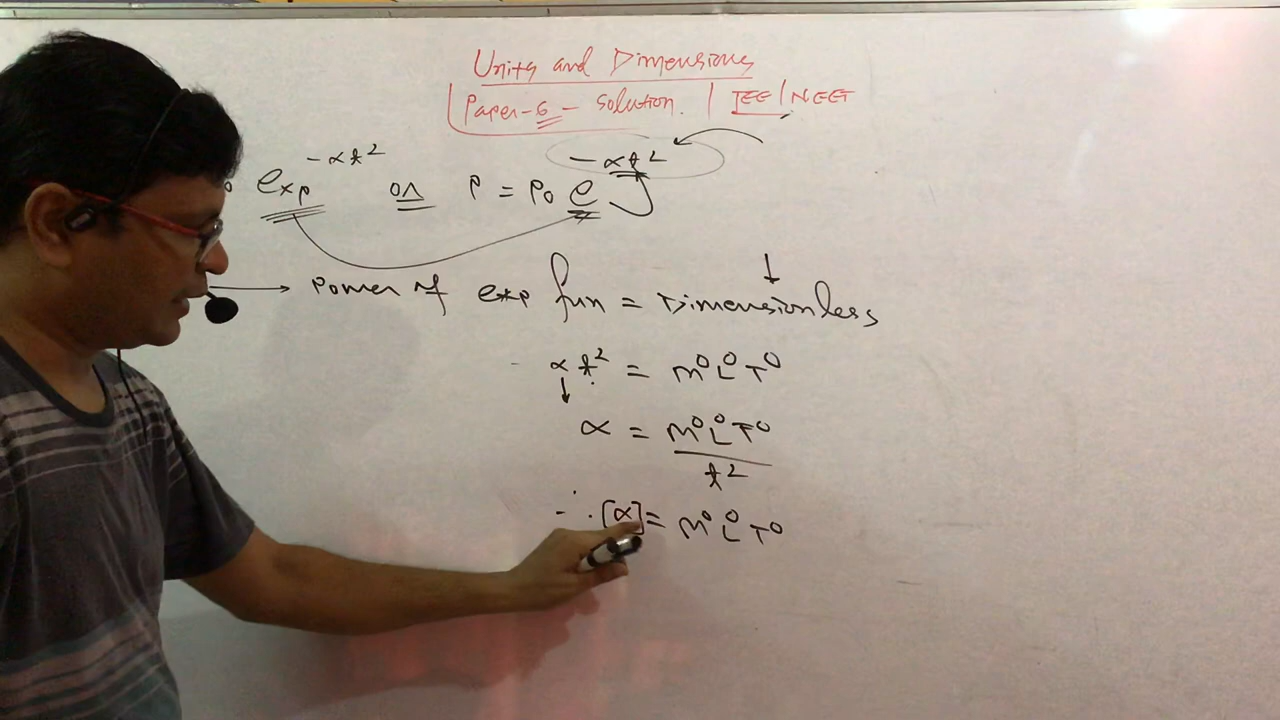 Units and Dimensions
Paper-6 - Solution. | JEE/NEET
exp^{-αt²} or P = P₀ e^{-αt²}
→ Power of exp fun = Dimensionless
αt² = M⁰L⁰T⁰
α = M⁰L⁰T⁰ / t²
∴ [α] = M⁰L⁰T⁰